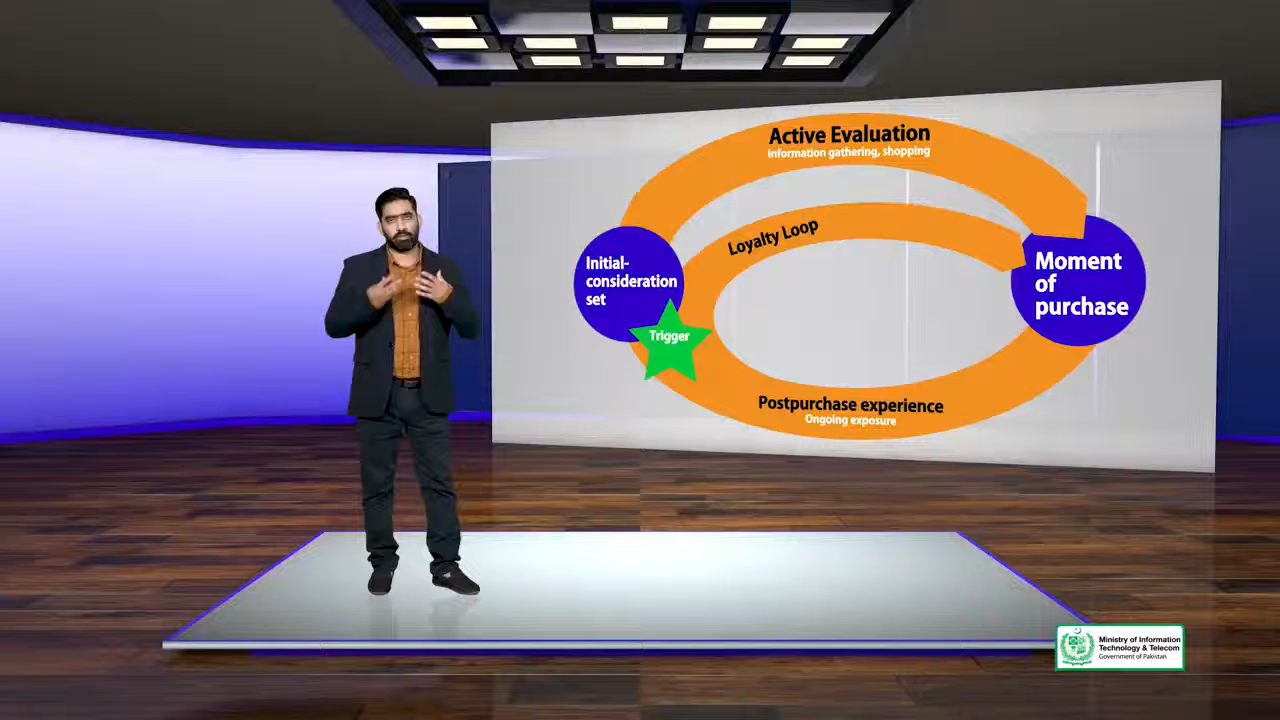 Active Evaluation
Information gathering, shopping
Loyalty Loop
Initial-
consideration
set
Moment
of
purchase
Trigger
Postpurchase experience
Ongoing exposure
Ministry of Information
Technology & Telecom
Government of Pakistan